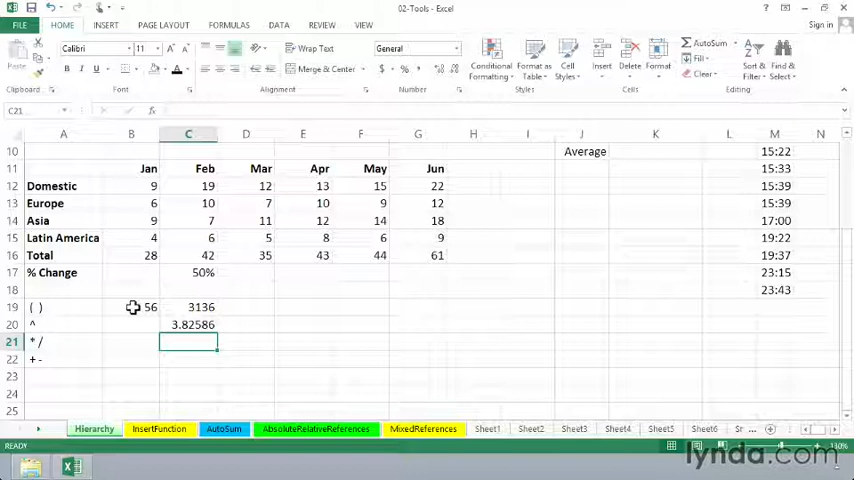 02-Tools - Excel
Sign in
FILE HOME INSERT PAGE LAYOUT FORMULAS DATA REVIEW VIEW
Calibri 11 A A Wrap Text General AutoSum
Fill
Paste B I U A Merge & Center $ % , Conditional Formatting Format as Table Cell Styles Insert Delete Format Clear Sort & Filter Find & Select
Clipboard Font Alignment Number Styles Cells Editing
C21 fx
A B C D E F G H I J K L M N
10 Average 15:22
11 Jan Feb Mar Apr May Jun 15:33
12 Domestic 9 19 12 13 15 22 15:39
13 Europe 6 10 7 10 9 12 15:39
14 Asia 9 7 11 12 14 18 17:00
15 Latin America 4 6 5 8 6 9 19:22
16 Total 28 42 35 43 44 61 19:37
17 % Change 50% 23:15
18 23:43
19 ( ) 56 3136
20 ^ 3.82586
21 * /
22 + -
23
24
25
Hierarchy InsertFunction AutoSum AbsoluteRelativeReferences MixedReferences Sheet1 Sheet2 Sheet3 Sheet4 Sheet5 Sheet6 Sr ...
READY 130%
lynda.com